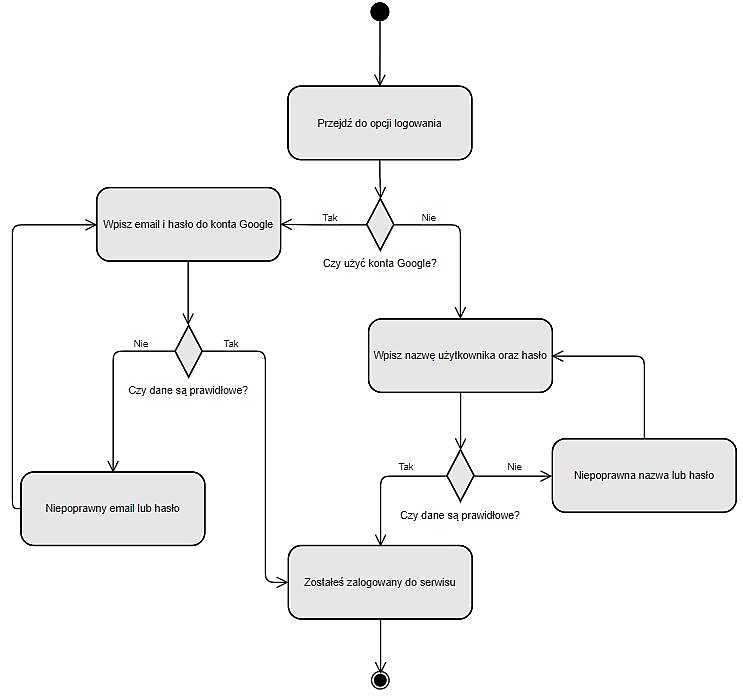 Przejdź do opcji logowania
Wpisz email i hasło do konta Google
Tak
Nie
Czy użyć konta Google?
Nie
Tak
Wpisz nazwę użytkownika oraz hasło
Czy dane są prawidłowe?
Tak
Nie
Niepoprawna nazwa lub hasło
Niepoprawny email lub hasło
Czy dane są prawidłowe?
Zostałeś zalogowany do serwisu